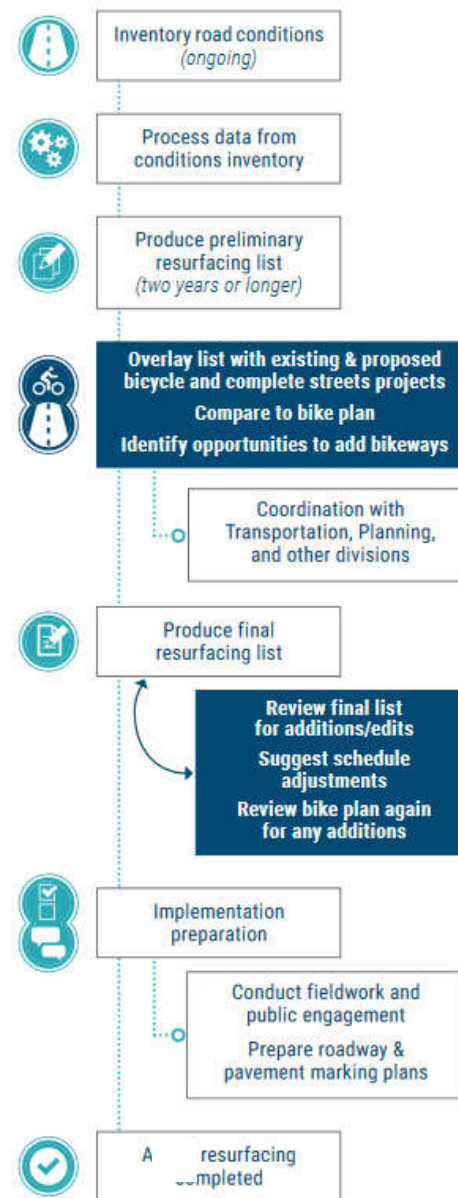 Inventory road conditions
(ongoing)
Process data from
conditions inventory
Produce preliminary
resurfacing list
(two years or longer)
Overlay list with existing & proposed
bicycle and complete streets projects
Compare to bike plan
Identify opportunities to add bikeways
Coordination with
Transportation, Planning,
and other divisions
Produce final
resurfacing list
Review final list
for additions/edits
Suggest schedule
adjustments
Review bike plan again
for any additions
Implementation
preparation
Conduct fieldwork and
public engagement
Prepare roadway &
pavement marking plans
resurfacing